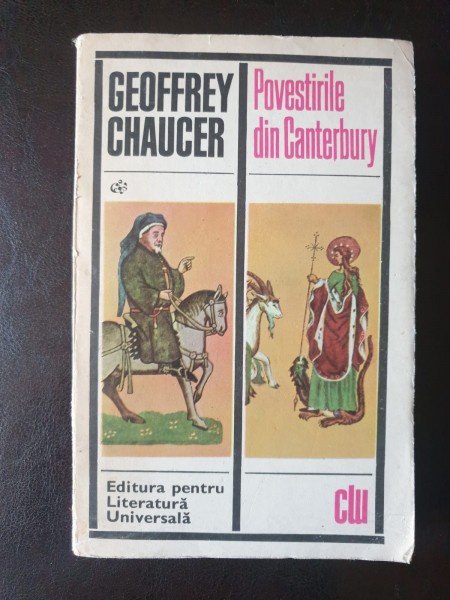 GEOFFREY
CHAUCER
Povestirile
din Canterbury
Editura pentru
Literatură
Universală
clu